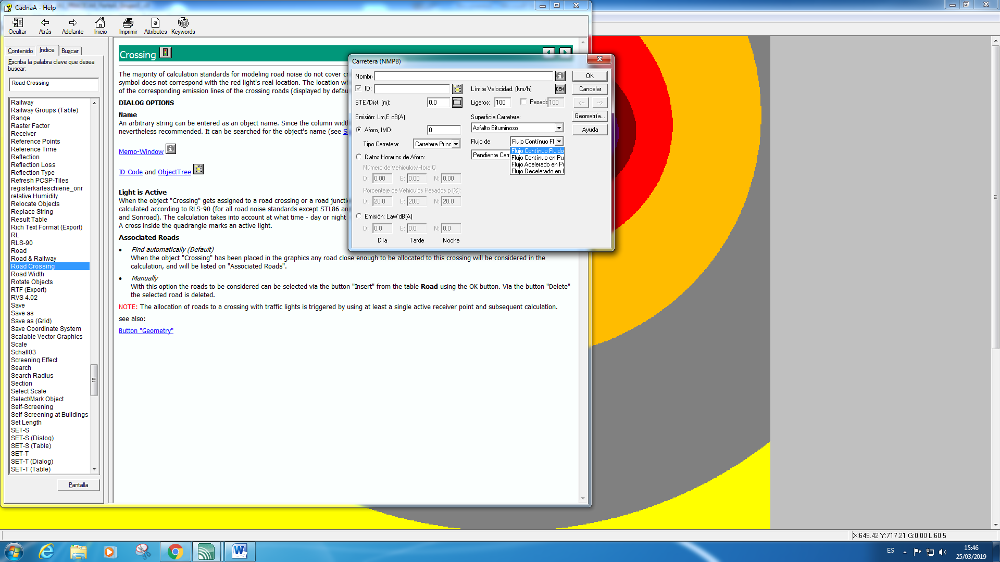 CadnaA - Help
Ocultar
Atrás
Adelante
Inicio
Imprimir
Attributes
Keywords
Contenido
Índice
Buscar
Escriba la palabra clave que desea
buscar:
Road Crossing
Railway
Railway Groups (Table)
Range
Raster Factor
Receiver
Reference Points
Reference Time
Reflection
Reflection Loss
Reflection Type
Refresh PCSP-Tiles
registerkarteschiene_onr
relative Humidity
Relocate Objects
Replace String
Result Table
Rich Text Format (Export)
RL
RLS-90
Road
Road & Railway
Road Crossing
Road Width
Rotate Objects
RTF (Export)
RVS 4.02
Save
Save as
Save as (Grid)
Save Coordinate System
Scalable Vector Graphics
Scale
Schall03
Screening Effect
Search
Search Radius
Section
Select Scale
Select/Mark Object
Self-Screening
Self-Screening at Buildings
Set Length
SET-S
SET-S (Dialog)
SET-S (Table)
SET-T
SET-T (Dialog)
SET-T (Table)
Pantalla
Crossing
The majority of calculation standards for modeling road noise do not cover cr
symbol does not correspond with the red light's real location. The location wh
of the corresponding emission lines of the crossing roads (displayed by defau
DIALOG OPTIONS
Name
An arbitrary string can be entered as an object name. Since the column width
nevertheless recommended. It can be searched for the object's name (see S
Memo-Window
ID-Code and ObjectTree
Light is Active
When the object "Crossing" gets assigned to a road crossing or a road junctio
calculated according to RLS-90 (for all road noise standards except STL86 an
and Sonroad). The calculation takes into account at what time - day or night
A cross inside the quadrangle marks an active light.
Associated Roads
• Find automatically (Default)
When the object "Crossing" has been placed in the graphics any road close enough to be allocated to this crossing will be considered in the
calculation, and will be listed on "Associated Roads".
• Manually
With this option the roads to be considered can be selected via the button "Insert" from the table Road using the OK button. Via the button "Delete"
the selected road is deleted.
NOTE: The allocation of roads to a crossing with traffic lights is triggered by using at least a single active receiver point and subsequent calculation.
see also:
Button "Geometry"
Carretera (NMPB)
Nombr
OK
ID:
Límite Velocidad. (km/h)
DEN
Cancelar
STE/Dist. (m):
0.0
Ligeros:
100
Pesado
100
<--
-->
Emisión: Lm,E dB(A)
Superficie Carretera:
Geometría...
Aforo, IMD:
0
Asfalto Bituminoso
Ayuda
Tipo Carretera:
Carretera Princ
Flujo de
Flujo Contínuo Fl
Flujo Contínuo Fluido
Flujo Contínuo en Pu
Flujo Acelerado en Pu
Flujo Decelerado en P
Pendiente Carr
Datos Horarios de Aforo:
Número de Vehiculos/Hora Q
D: 0.00 E: 0.00 N: 0.00
Porcentaje de Vehiculos Pesados p (%):
D: 20.0 E: 20.0 N: 20.0
Emisión: Law´dB(A)
D: 0.0 E: 0.0 N: 0.0
Día Tarde Noche
X:645.42 Y:717.21 G:0.00 L:60.5
ES
15:46
25/03/2019